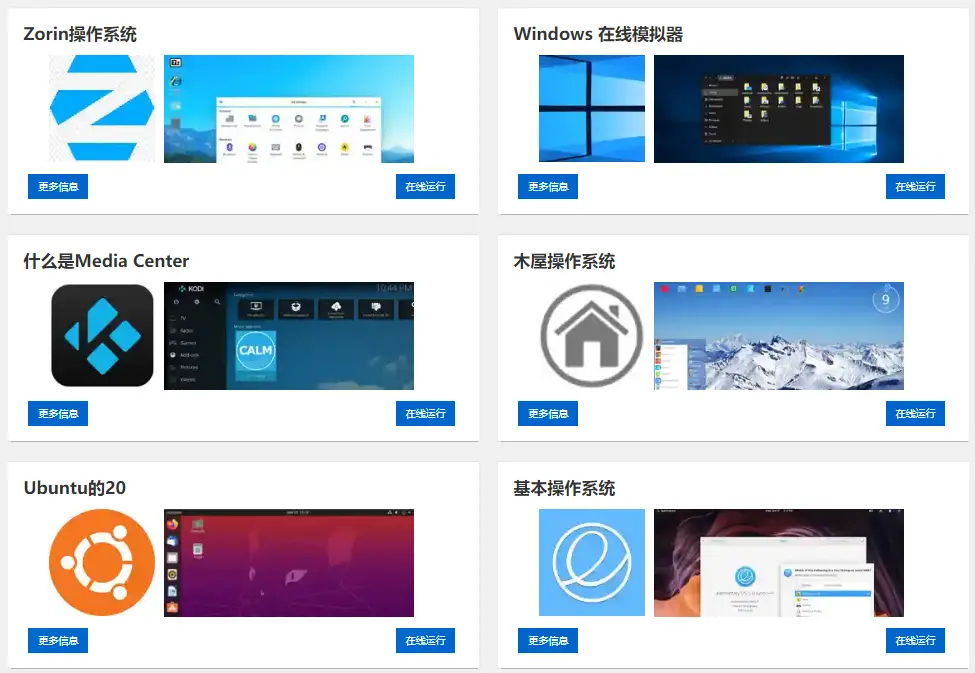 Zorin操作系统
更多信息
在线运行
Windows 在线模拟器
更多信息
在线运行
什么是Media Center
KODI
10:44 PM
CALM
更多信息
在线运行
木屋操作系统
9
更多信息
在线运行
Ubuntu的20
更多信息
在线运行
基本操作系统
更多信息
在线运行